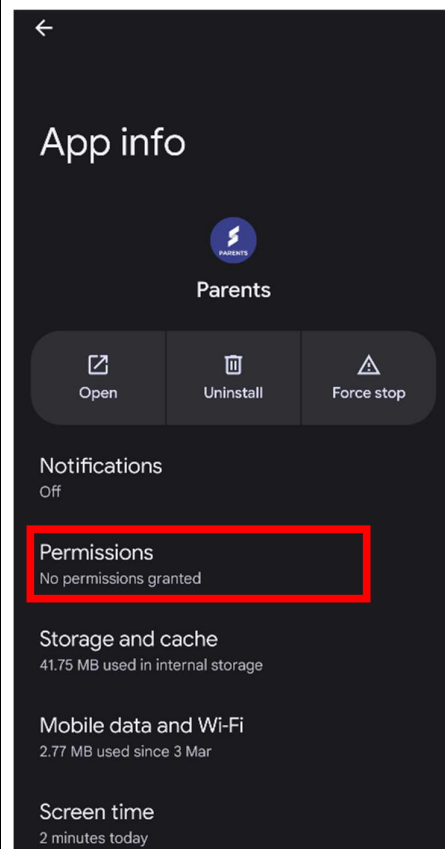 App info
PARENTS
Parents
Open
Uninstall
Force stop
Notifications
Off
Permissions
No permissions granted
Storage and cache
41.75 MB used in internal storage
Mobile data and Wi-Fi
2.77 MB used since 3 Mar
Screen time
2 minutes today